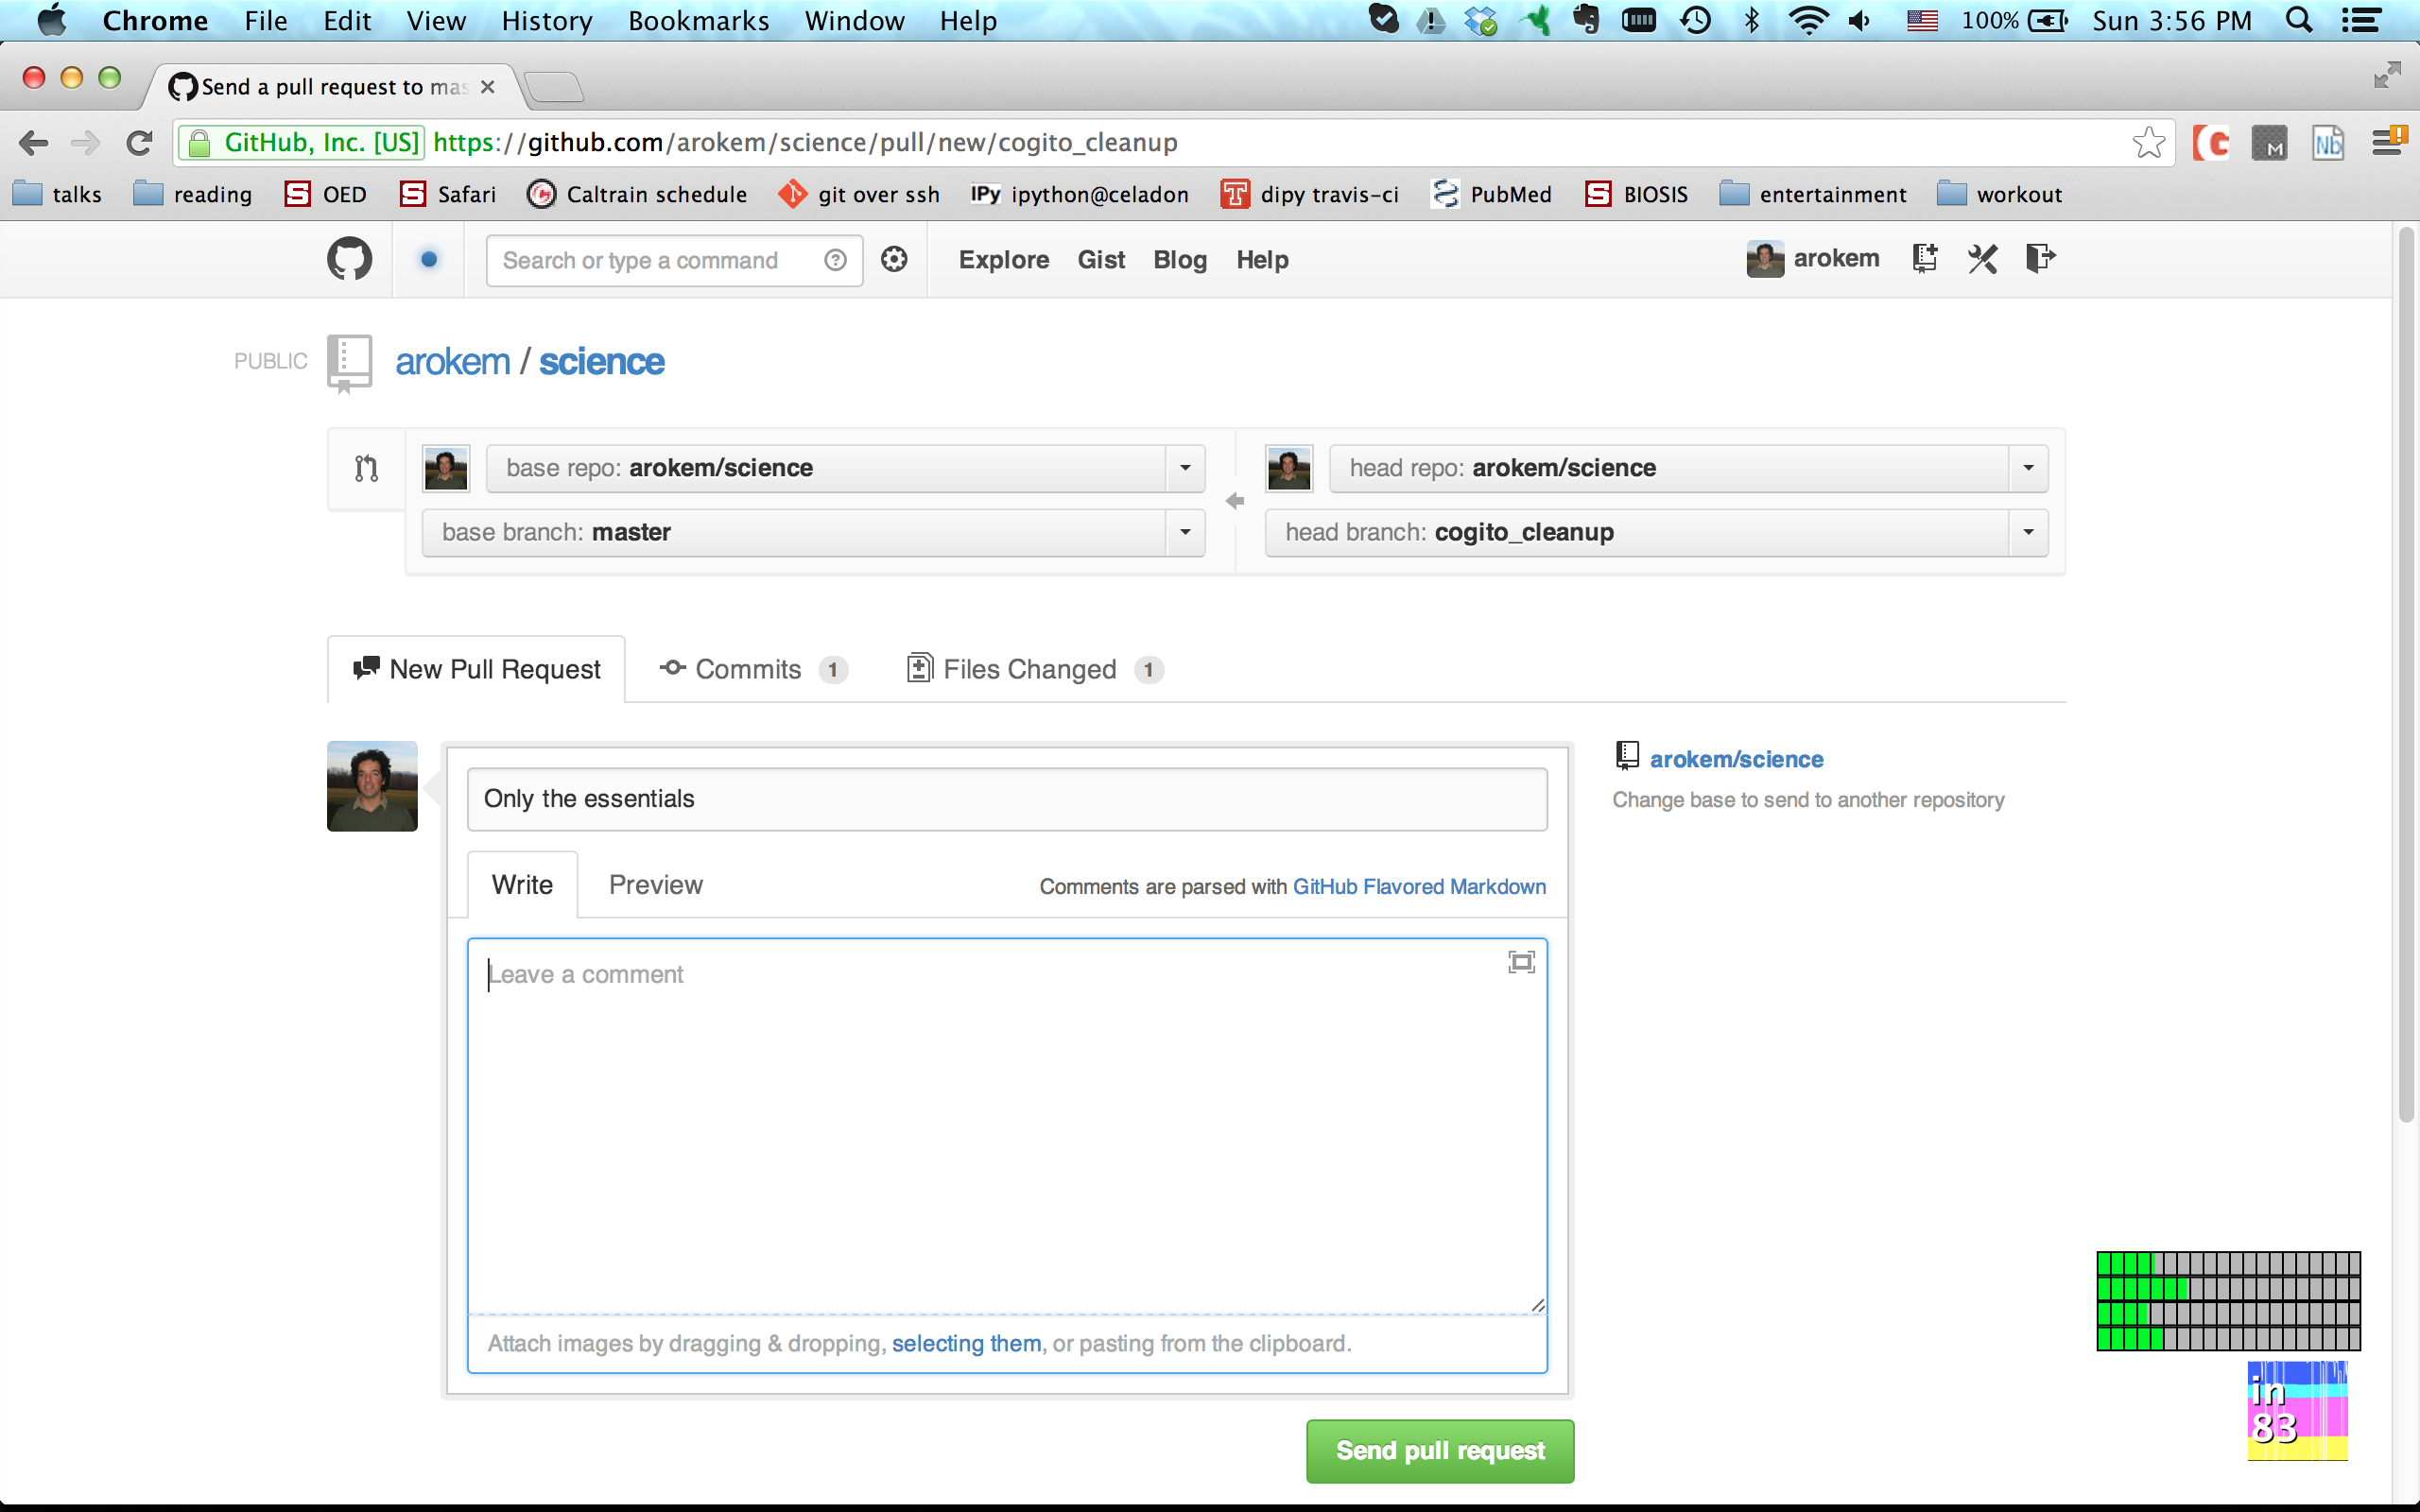 Chrome File Edit View History Bookmarks Window Help 100% Sun 3:56 PM
Send a pull request to mas
GitHub, Inc. [US] https://github.com/arokem/science/pull/new/cogito_cleanup
talks reading S OED S Safari Caltrain schedule git over ssh IPy ipython@celadon dipy travis-ci PubMed S BIOSIS entertainment workout
Search or type a command Explore Gist Blog Help arokem
PUBLIC arokem / science
base repo: arokem/science head repo: arokem/science
base branch: master head branch: cogito_cleanup
New Pull Request Commits 1 Files Changed 1
Only the essentials
arokem/science
Change base to send to another repository
Write Preview Comments are parsed with GitHub Flavored Markdown
Leave a comment
Attach images by dragging & dropping, selecting them, or pasting from the clipboard.
in
83
Send pull request